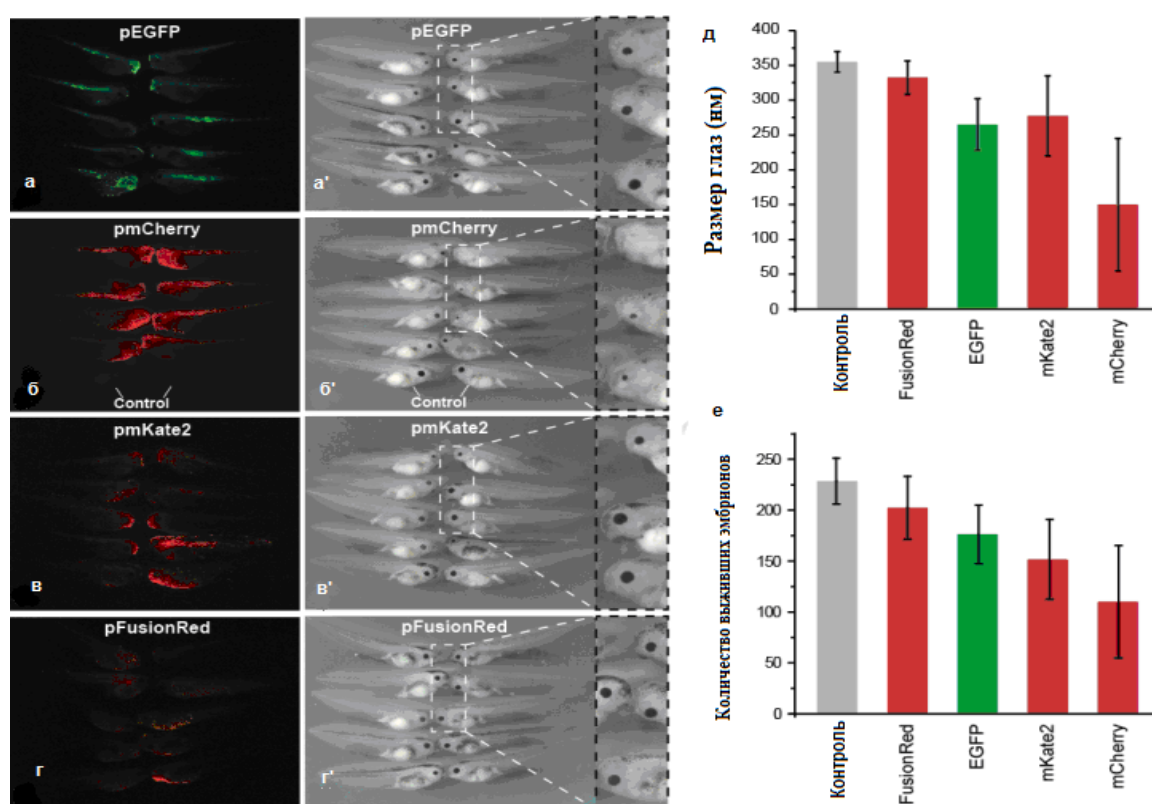 pEGFP
а
pEGFP
а'
pmCherry
Control
б
pmCherry
Control
б'
pmKate2
в
pmKate2
в'
pFusionRed
г
pFusionRed
г'
д
Размер глаз (нм)
400
350
300
250
200
150
100
50
0
Контроль
FusionRed
EGFP
mKate2
mCherry
е
Количество выживших эмбрионов
250
200
150
100
50
0
Контроль
FusionRed
EGFP
mKate2
mCherry